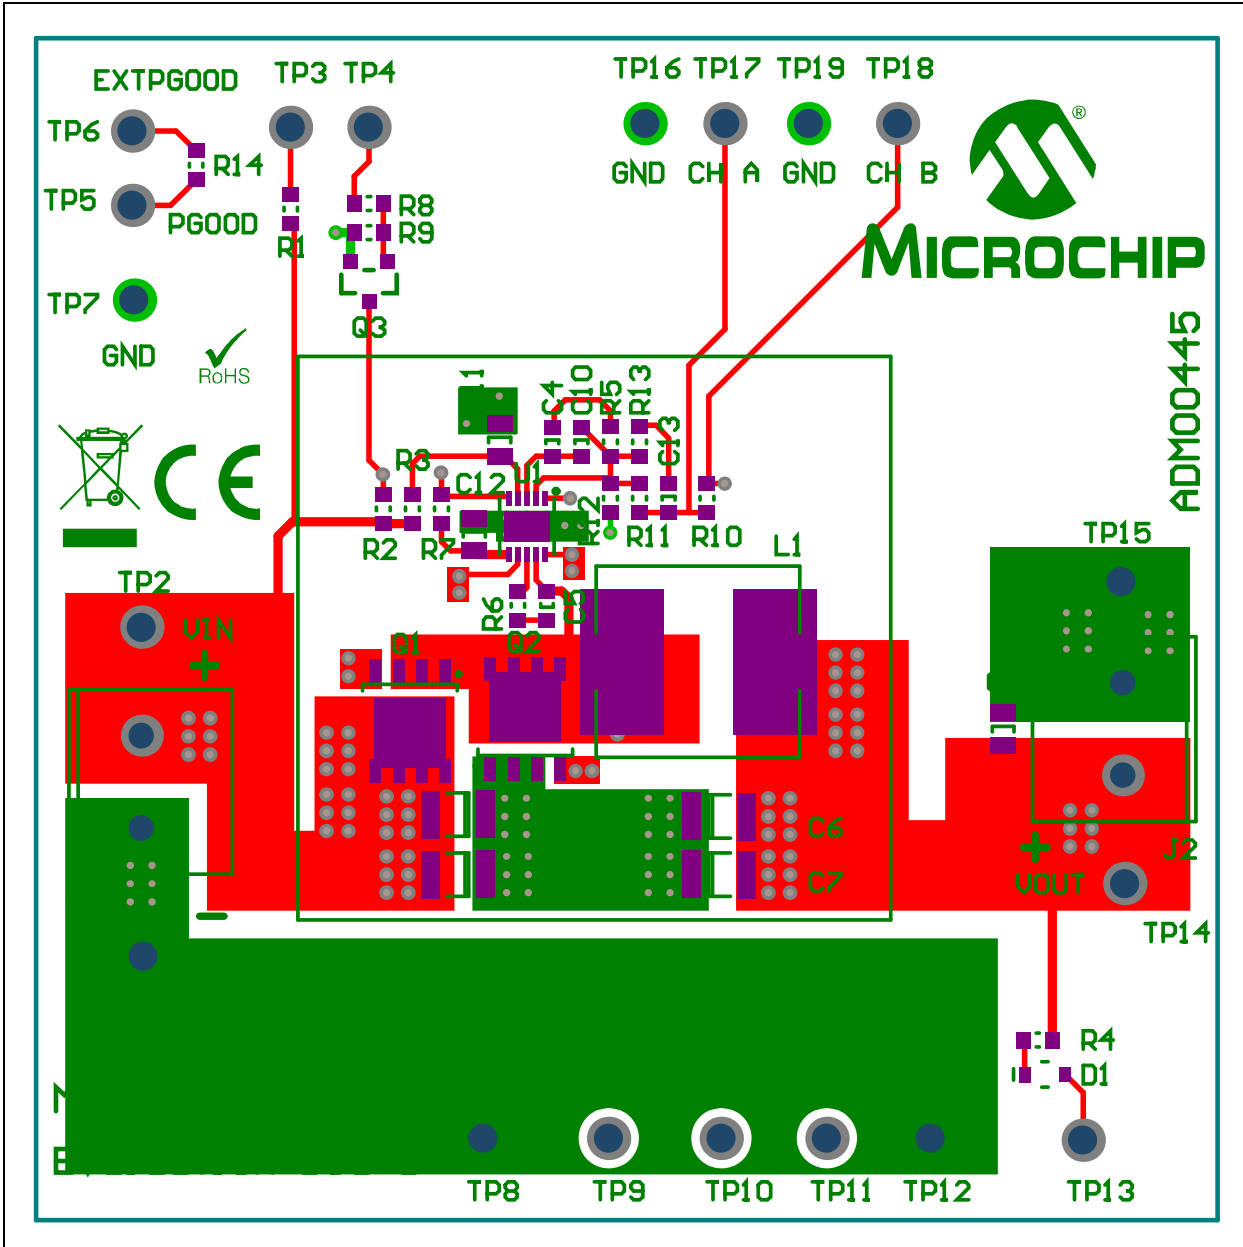 EXTPGOOD
TP3 TP4
TP16 TP17 TP19 TP18
TP6
R14
TP5
PGOOD
R1
R8
R9
GND CH A GND CH B
®
MICROCHIP
TP7
GND
Q3
RoHS
ADM00445
C4
C10
R5
R13
C13
R3
C12
U1
CE
R2
R7
R12
R11
R10
L1
TP15
TP2
VIN
+
R6
C5
Q1
Q2
C6
C7
+
VOUT
J2
TP14
-
R4
D1
TP8 TP9 TP10 TP11 TP12 TP13